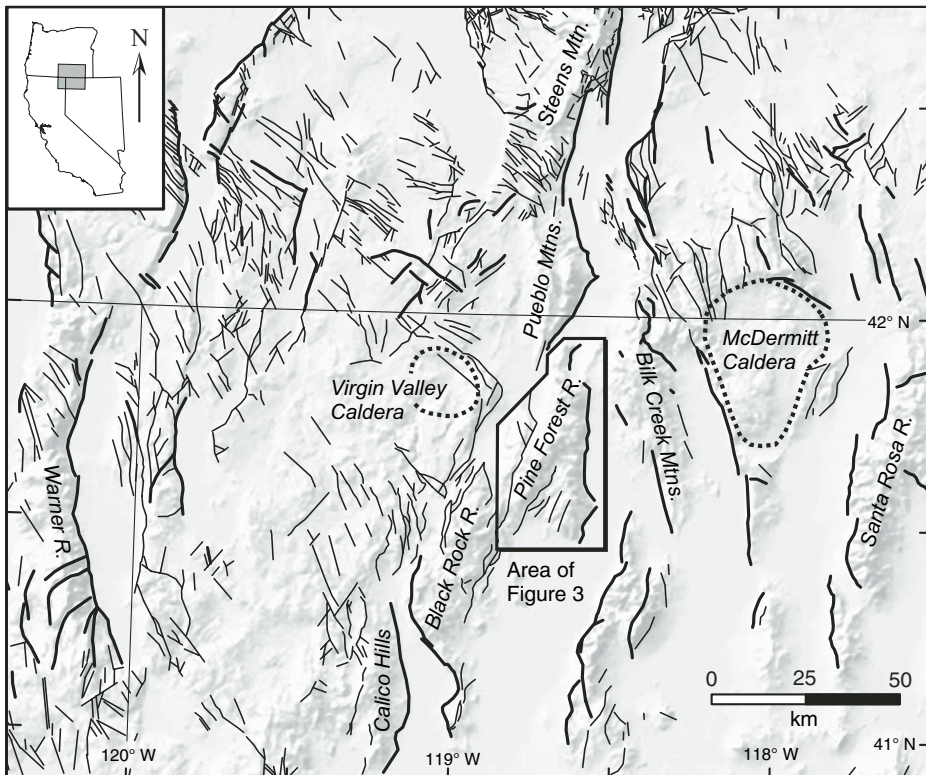 N
Steens Mtn.
Pueblo Mtns.
42° N
McDermitt
Caldera
Virgin Valley
Caldera
Bilk Creek Mtns.
Pine Forest R.
Santa Rosa R.
Warner R.
Black Rock R.
Area of
Figure 3
Calico Hills
0 25 50
km
120° W
119° W
118° W
41° N